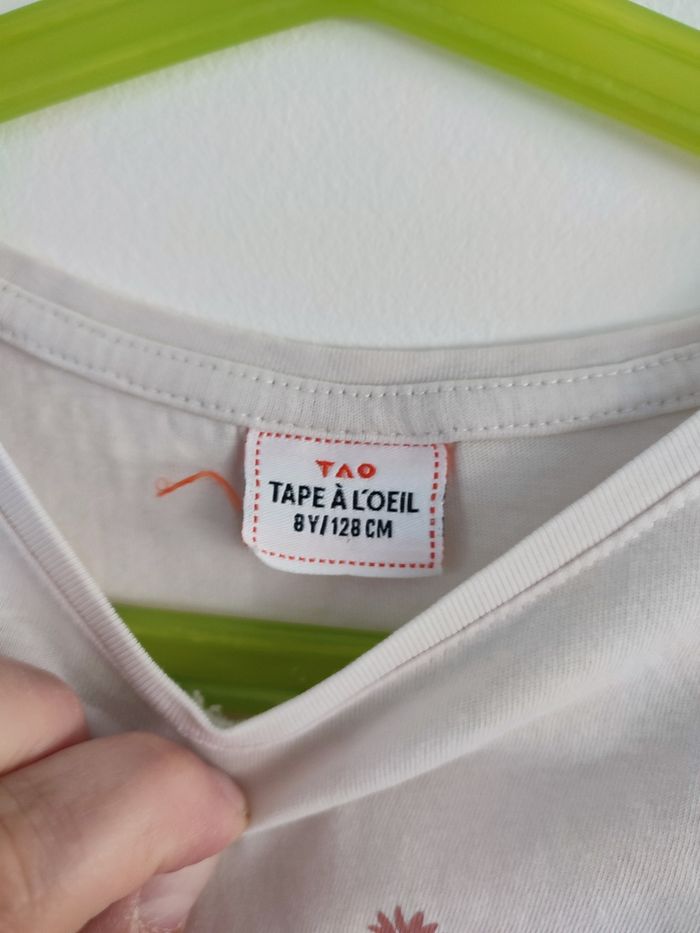 TAO
TAPE À L'OEIL
8Y/128 CM